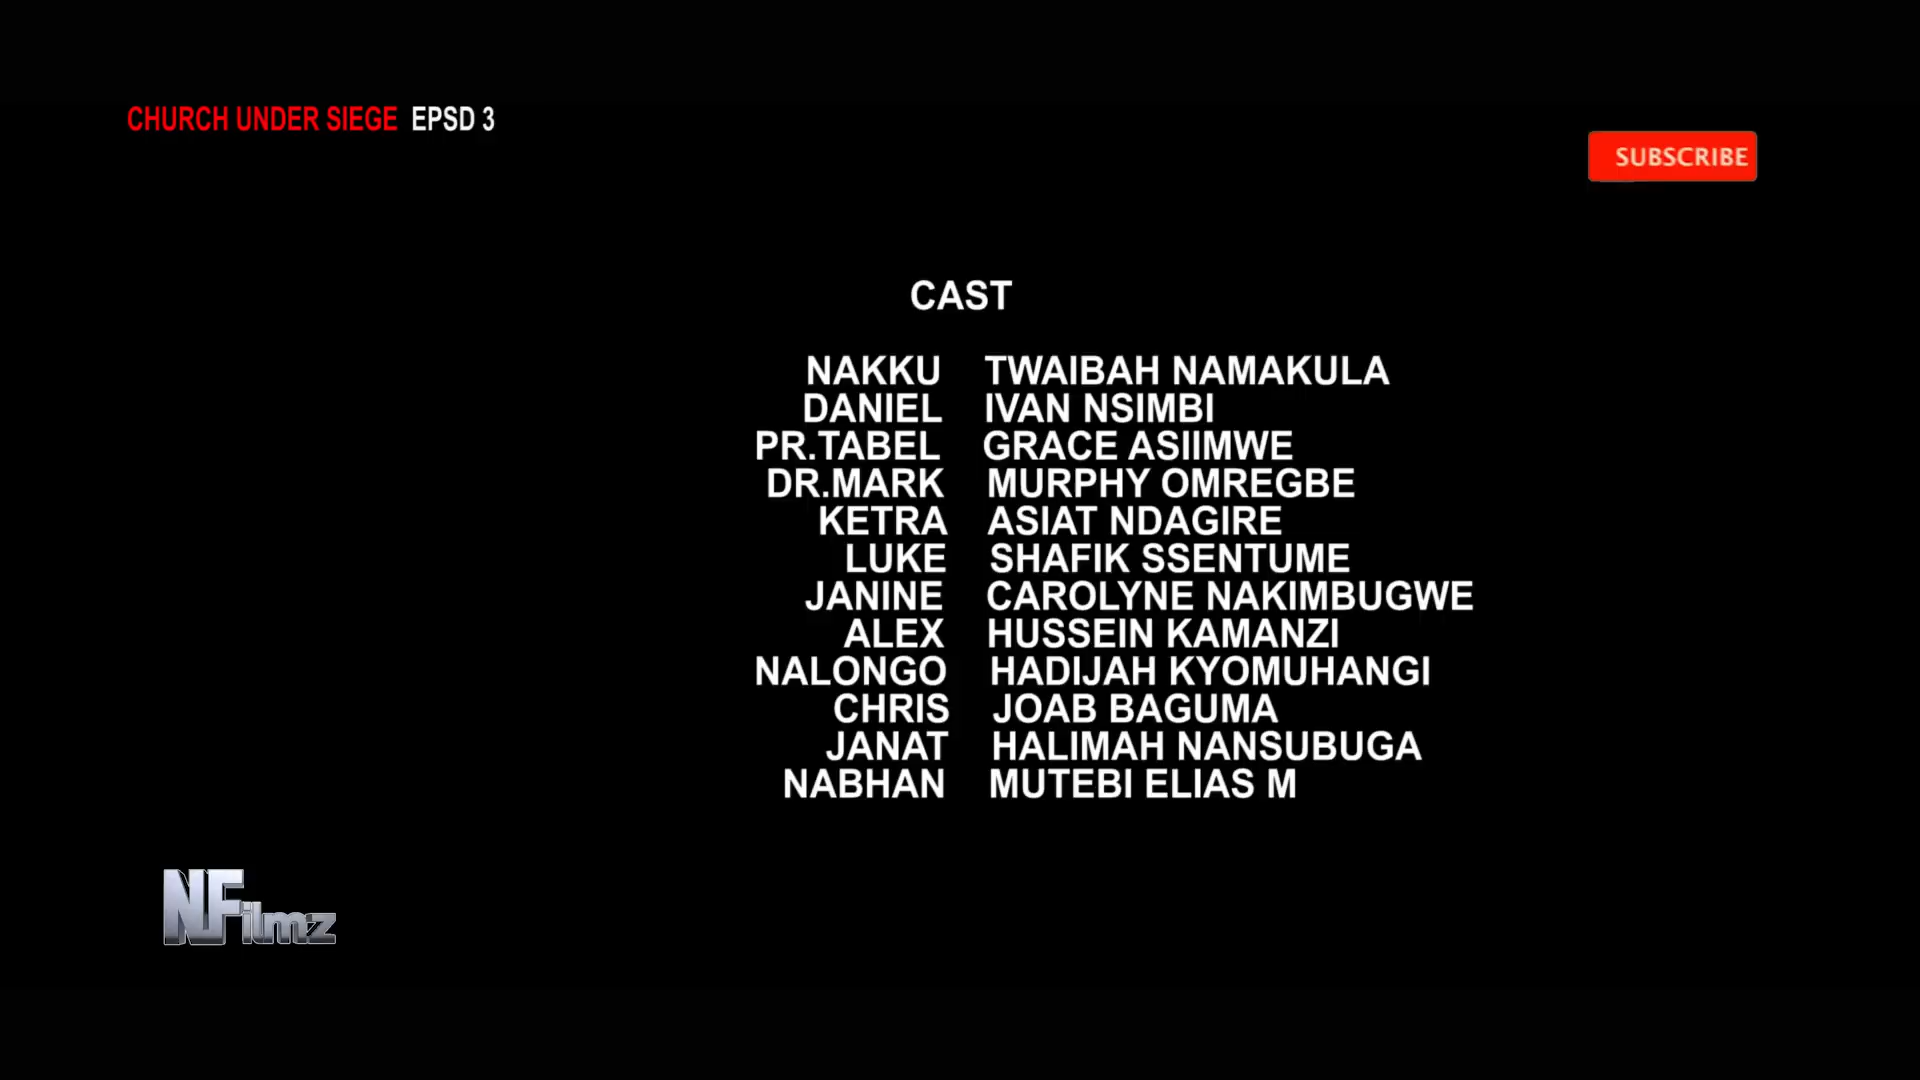 CHURCH UNDER SIEGE EPSD 3
SUBSCRIBE
CAST
NAKKU TWAIBAH NAMAKULA
DANIEL IVAN NSIMBI
PR.TABEL GRACE ASIIMWE
DR.MARK MURPHY OMREGBE
KETRA ASIAT NDAGIRE
LUKE SHAFIK SSENTUME
JANINE CAROLYNE NAKIMBUGWE
ALEX HUSSEIN KAMANZI
NALONGO HADIJAH KYOMUHANGI
CHRIS JOAB BAGUMA
JANAT HALIMAH NANSUBUGA
NABHAN MUTEBI ELIAS M
NFilmz